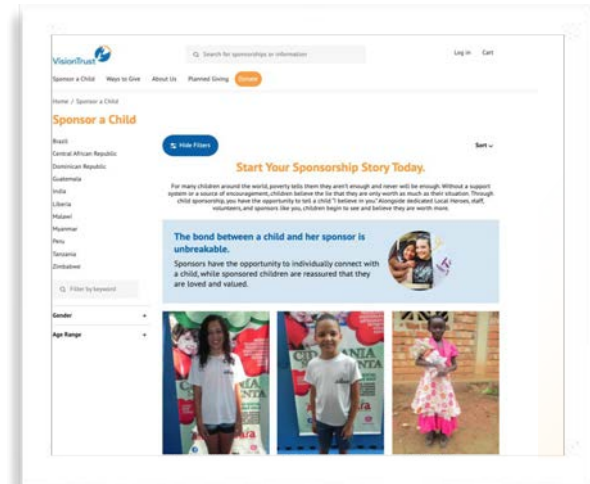 VisionTrust
Search for sponsorships or information
Log in Cart
Sponsor a Child Ways to Give About Us Planned Giving Donate
Home / Sponsor a Child
Sponsor a Child
Brazil
Central African Republic
Dominican Republic
Guatemala
India
Liberia
Malawi
Myanmar
Peru
Tanzania
Zimbabwe
Filter by keyword
Gender +
Age Range +
Hide Filters
Sort
Start Your Sponsorship Story Today.
For many children around the world, poverty tells them they aren't enough and never will be enough. Without a support
system or a source of encouragement, children believe the lie that they are only worth as much as their situation. Through
child sponsorship, you have the opportunity to tell a child "I believe in you." Alongside dedicated Local Heroes, staff,
volunteers, and sponsors like you, children begin to see and believe they are worth more.
The bond between a child and her sponsor is
unbreakable.
Sponsors have the opportunity to individually connect with
a child, while sponsored children are reassured that they
are loved and valued.